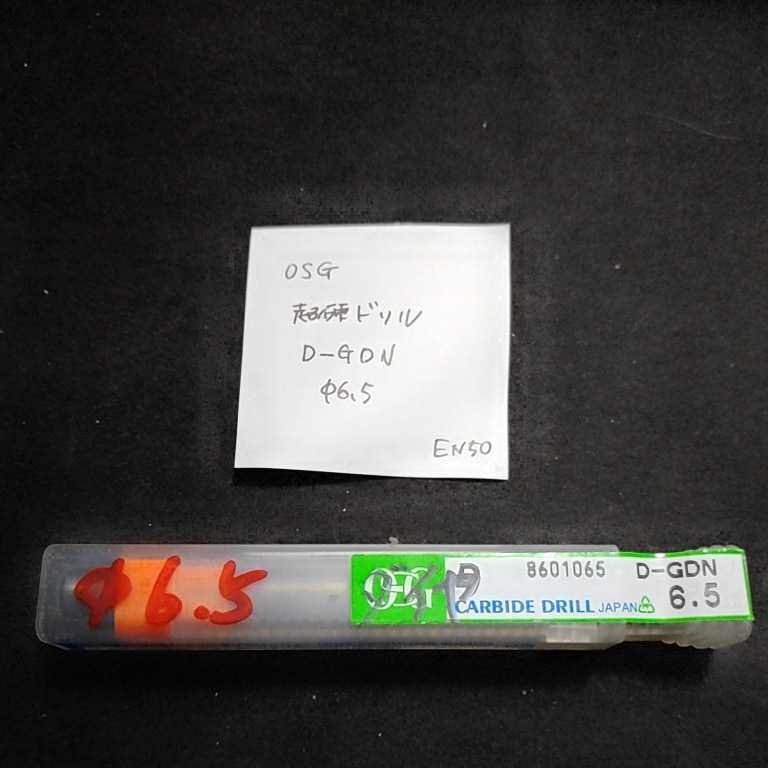 OSG
超硬ドリル
D-GDN
φ6.5
EN50
φ6.5
OSG
D 8601065 D-GDN
CARBIDE DRILL JAPAN 6.5